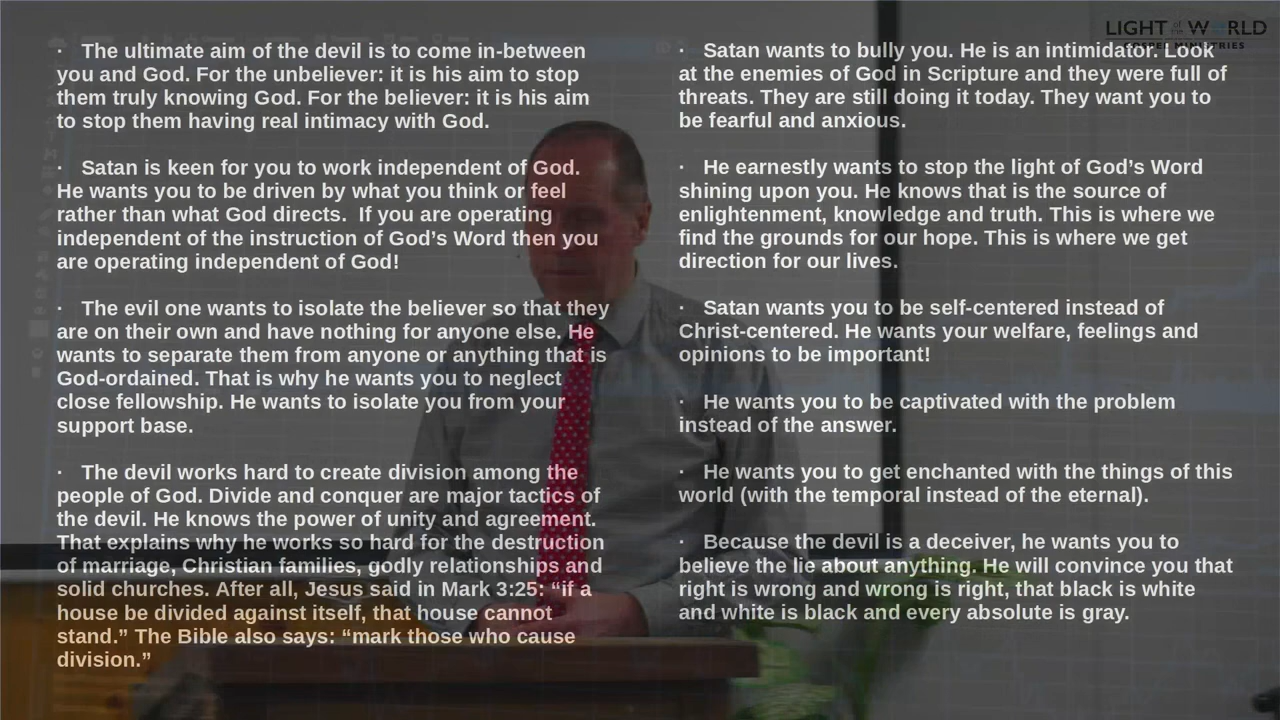 LIGHT of the WORLD
GOSPEL MINISTRIES
· The ultimate aim of the devil is to come in-between
you and God. For the unbeliever: it is his aim to stop
them truly knowing God. For the believer: it is his aim
to stop them having real intimacy with God.
· Satan is keen for you to work independent of God.
He wants you to be driven by what you think or feel
rather than what God directs. If you are operating
independent of the instruction of God’s Word then you
are operating independent of God!
· The evil one wants to isolate the believer so that they
are on their own and have nothing for anyone else. He
wants to separate them from anyone or anything that is
God-ordained. That is why he wants you to neglect
close fellowship. He wants to isolate you from your
support base.
· The devil works hard to create division among the
people of God. Divide and conquer are major tactics of
the devil. He knows the power of unity and agreement.
That explains why he works so hard for the destruction
of marriage, Christian families, godly relationships and
solid churches. After all, Jesus said in Mark 3:25: “if a
house be divided against itself, that house cannot
stand.” The Bible also says: “mark those who cause
division.”
· Satan wants to bully you. He is an intimidator. Look
at the enemies of God in Scripture and they were full of
threats. They are still doing it today. They want you to
be fearful and anxious.
· He earnestly wants to stop the light of God’s Word
shining upon you. He knows that is the source of
enlightenment, knowledge and truth. This is where we
find the grounds for our hope. This is where we get
direction for our lives.
· Satan wants you to be self-centered instead of
Christ-centered. He wants your welfare, feelings and
opinions to be important!
· He wants you to be captivated with the problem
instead of the answer.
· He wants you to get enchanted with the things of this
world (with the temporal instead of the eternal).
· Because the devil is a deceiver, he wants you to
believe the lie about anything. He will convince you that
right is wrong and wrong is right, that black is white
and white is black and every absolute is gray.